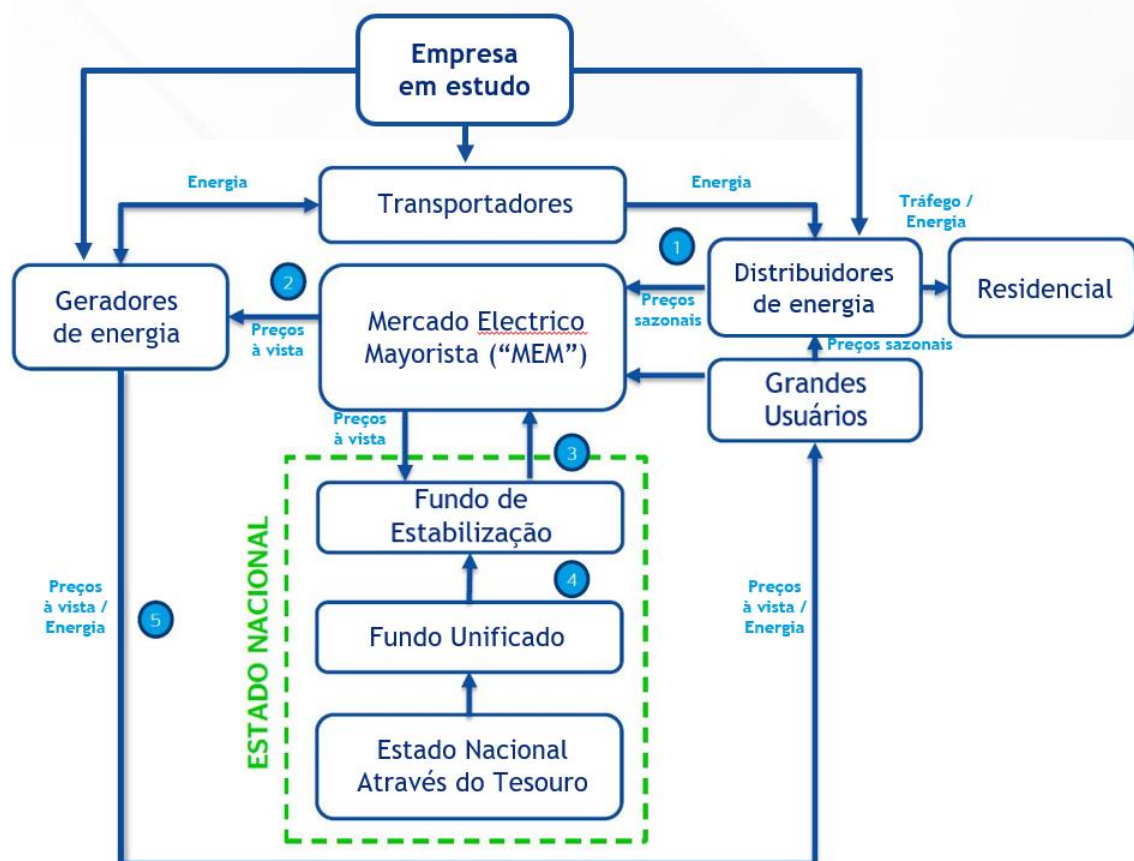 Empresa
em estudo
Energia
Transportadores
Energia
Tráfego /
Energia
1
Distribuidores
de energia
Residencial
2
Geradores
de energia
Preços
à vista
Mercado Electrico
Mayorista (“MEM”)
Preços
sazonais
Preços sazonais
Grandes
Usuários
Preços
à vista
3
ESTADO NACIONAL
Fundo de
Estabilização
4
Preços
à vista /
Energia
5
Fundo Unificado
Preços
à vista /
Energia
Estado Nacional
Através do Tesouro